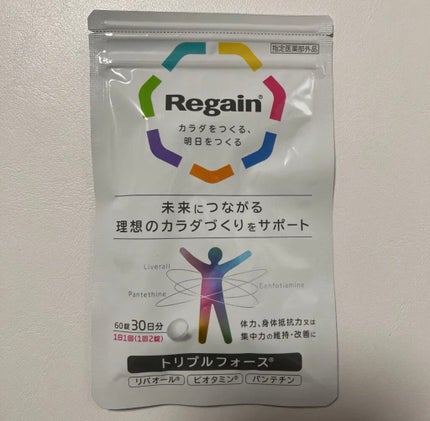 指定医薬部外品
Regain®
カラダをつくる、
明日をつくる
未来につながる
理想のカラダづくりをサポート
Liverall
Pantethine
Benfotiamine
60錠 30日分
1日1回(1回2錠)
体力、身体抵抗力又は
集中力の維持・改善に
トリプルフォース®
リバオール® ビオタミン® パンテチン